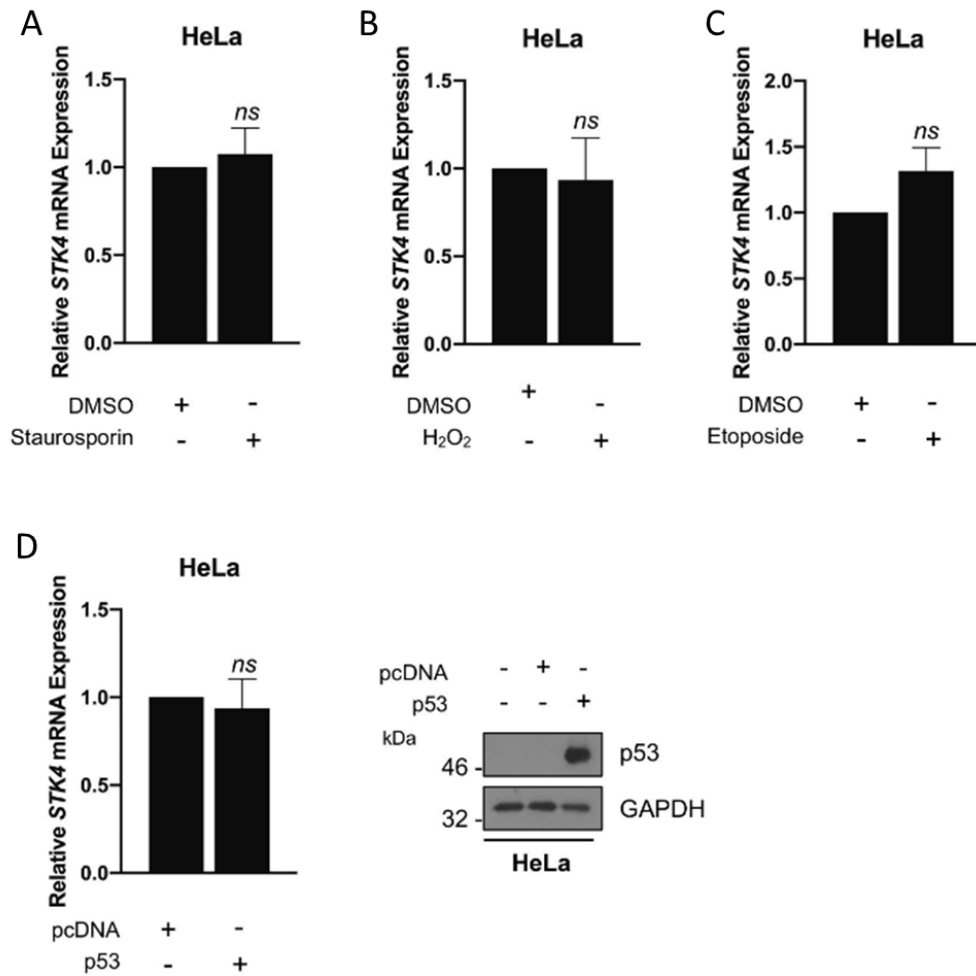 A
HeLa
Relative STK4 mRNA Expression
1.5
1.0
0.5
0.0
ns
DMSO + -
Staurosporin - +
B
HeLa
Relative STK4 mRNA Expression
1.5
1.0
0.5
0.0
ns
DMSO + -
H₂O₂ - +
C
HeLa
Relative STK4 mRNA Expression
2.0
1.5
1.0
0.5
0.0
ns
DMSO + -
Etoposide - +
D
HeLa
Relative STK4 mRNA Expression
1.5
1.0
0.5
0.0
ns
pcDNA + -
p53 - +
pcDNA - + -
p53 - - +
kDa
46 - p53
32 - GAPDH
HeLa